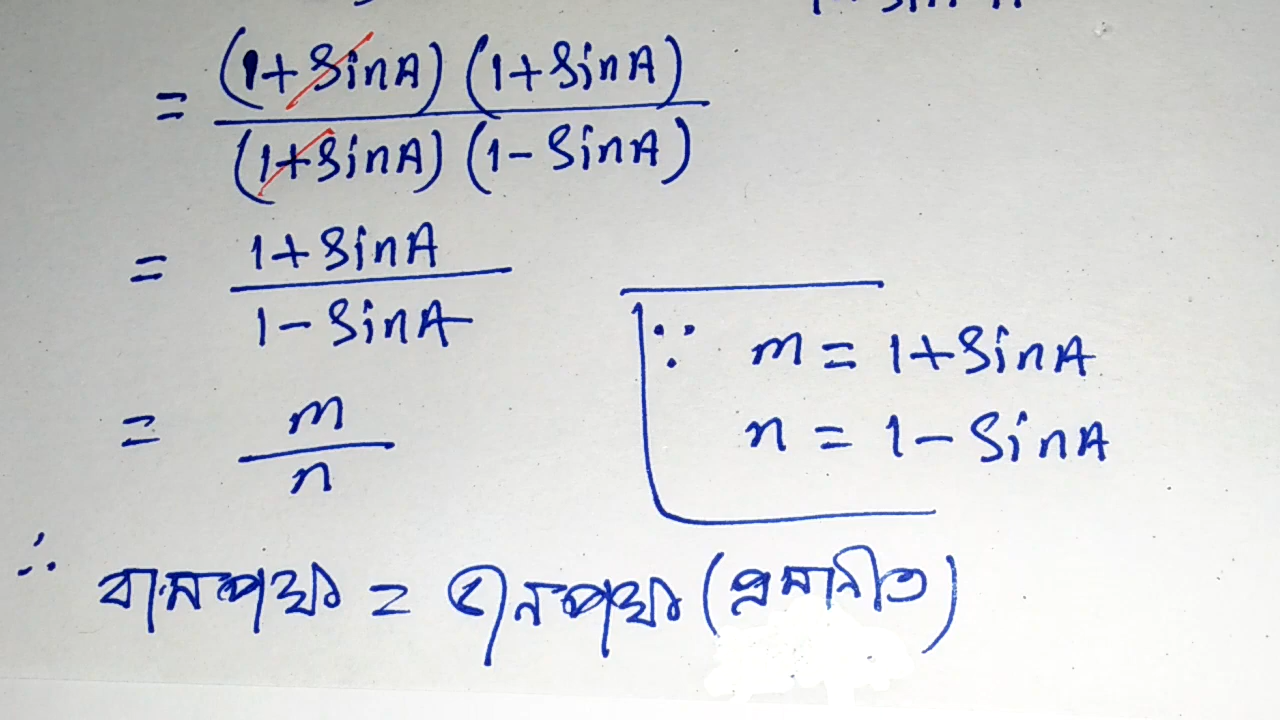 = (1+SinA) (1+SinA) / (1+SinA) (1-SinA)
= 1+SinA / 1-SinA
= m / n
∵ m = 1+SinA
n = 1-SinA
∴ বামপক্ষ = ডানপক্ষ (প্রমানীত)